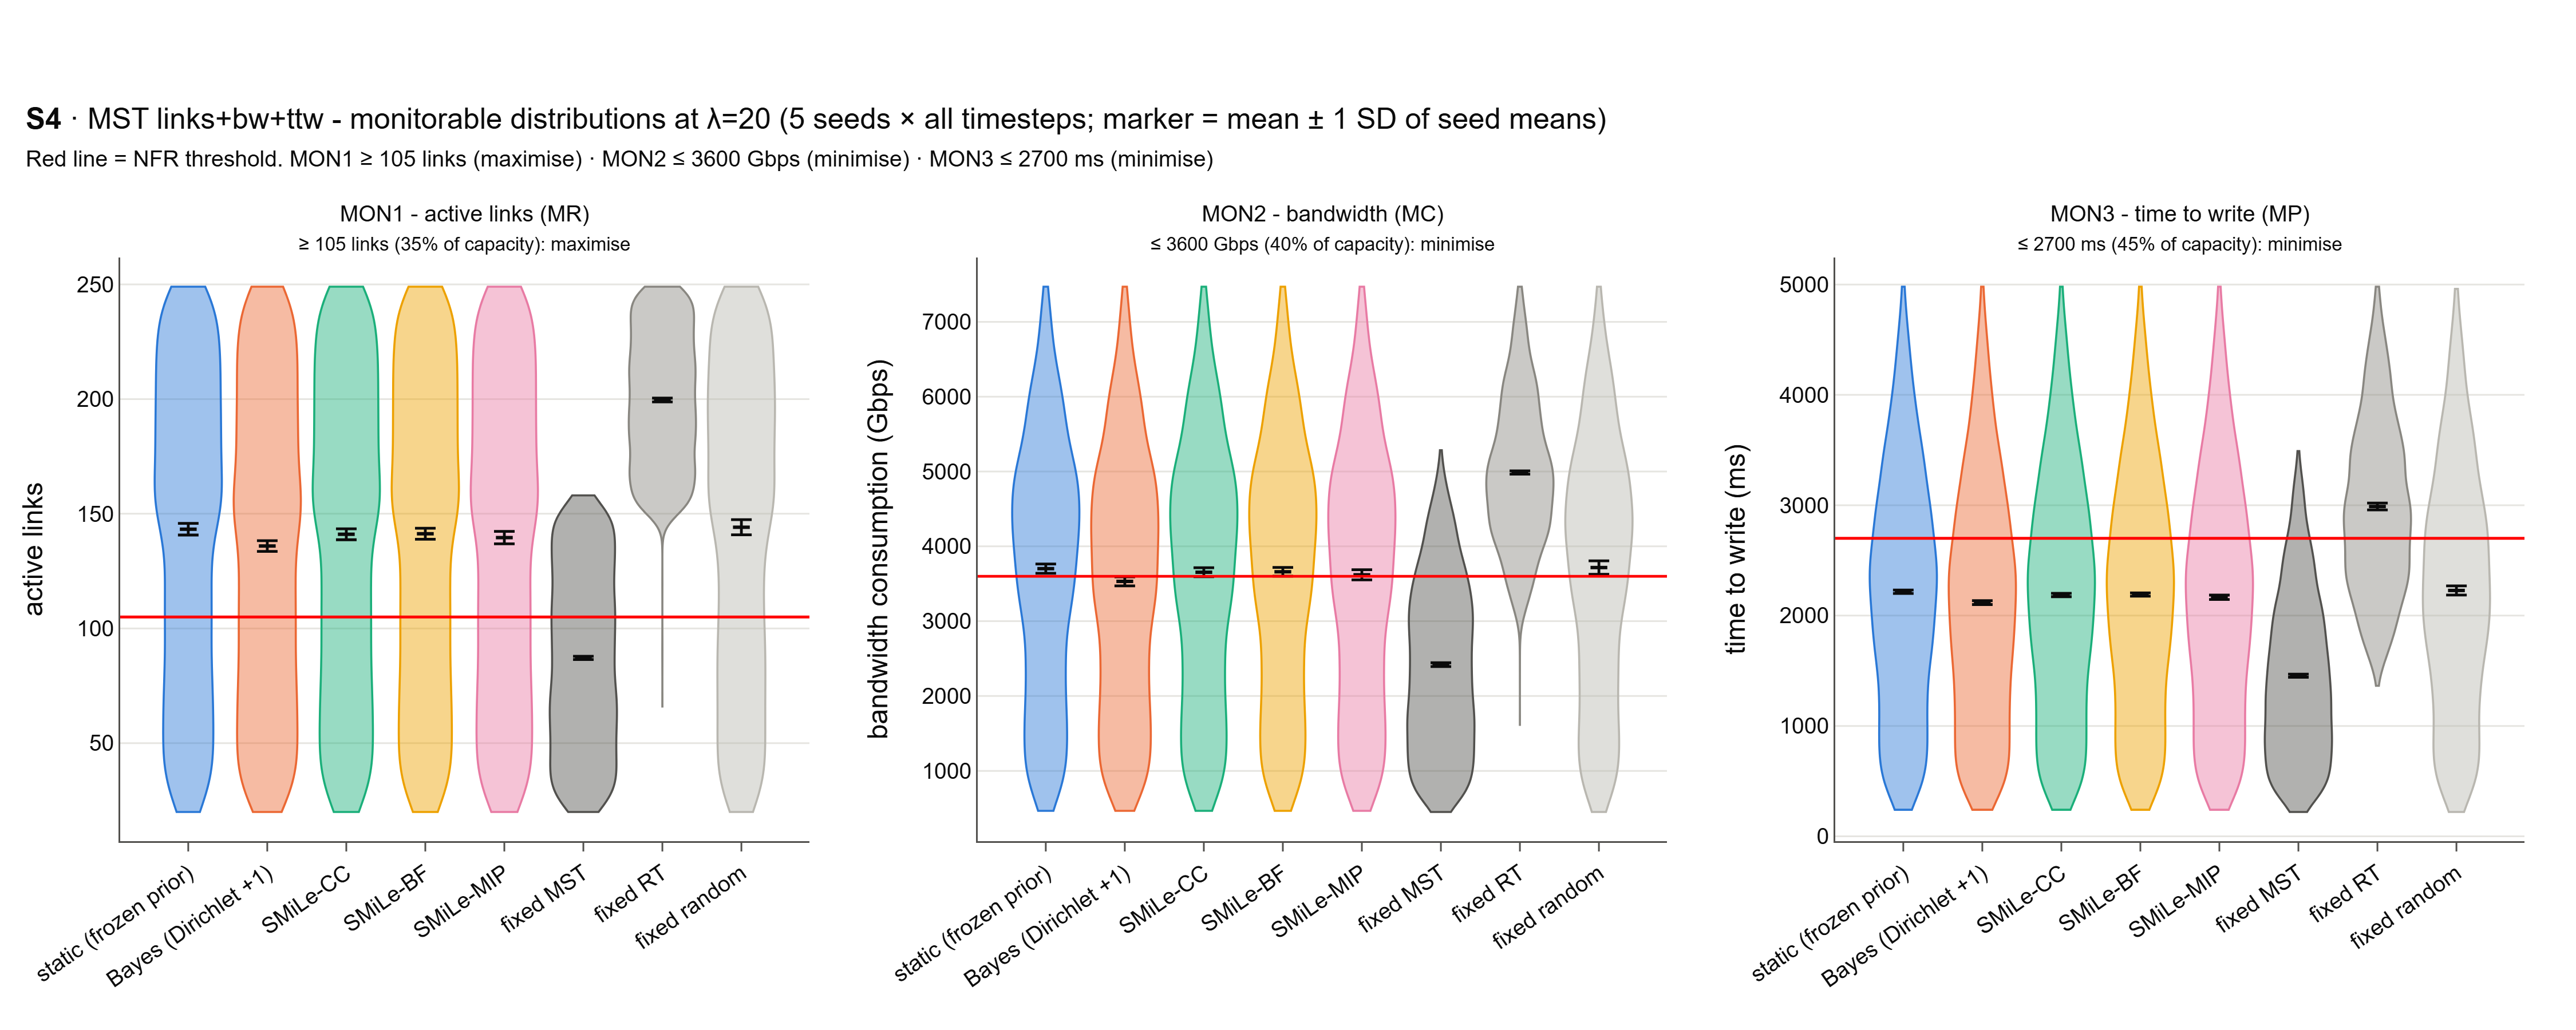 S4 · MST links+bw+ttw - monitorable distributions at λ=20 (5 seeds × all timesteps; marker = mean ± 1 SD of seed means)
Red line = NFR threshold. MON1 ≥ 105 links (maximise) · MON2 ≤ 3600 Gbps (minimise) · MON3 ≤ 2700 ms (minimise)
MON1 - active links (MR)
≥ 105 links (35% of capacity): maximise
active links
250
200
150
100
50
static (frozen prior)
Bayes (Dirichlet +1)
SMiLe-CC
SMiLe-BF
SMiLe-MIP
fixed MST
fixed RT
fixed random
MON2 - bandwidth (MC)
≤ 3600 Gbps (40% of capacity): minimise
bandwidth consumption (Gbps)
7000
6000
5000
4000
3000
2000
1000
static (frozen prior)
Bayes (Dirichlet +1)
SMiLe-CC
SMiLe-BF
SMiLe-MIP
fixed MST
fixed RT
fixed random
MON3 - time to write (MP)
≤ 2700 ms (45% of capacity): minimise
time to write (ms)
5000
4000
3000
2000
1000
0
static (frozen prior)
Bayes (Dirichlet +1)
SMiLe-CC
SMiLe-BF
SMiLe-MIP
fixed MST
fixed RT
fixed random